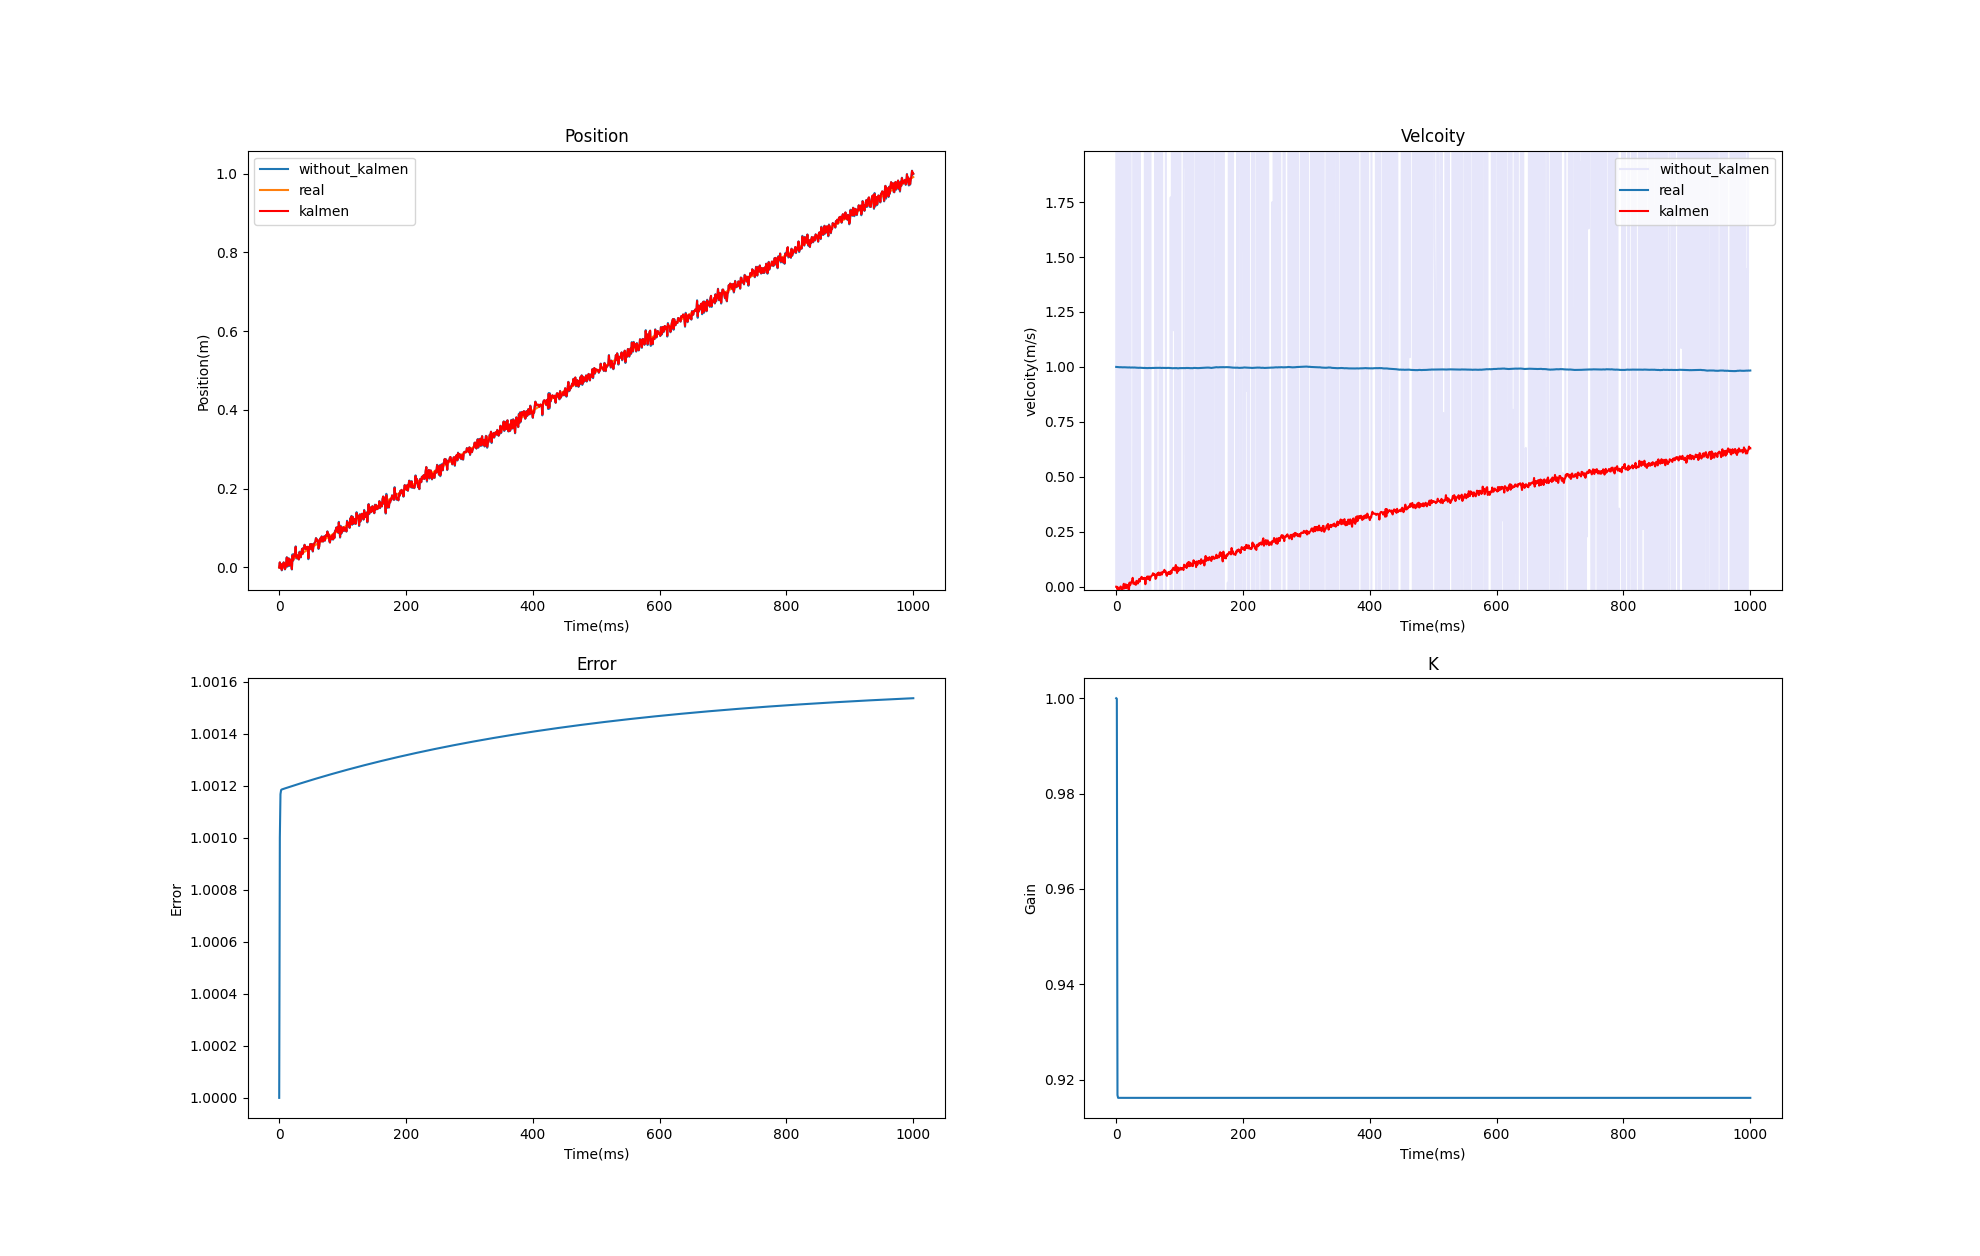 Position
without_kalmen
real
kalmen
1.0
0.8
0.6
0.4
0.2
0.0
Position(m)
0 200 400 600 800 1000
Time(ms)
Velcoity
without_kalmen
real
kalmen
1.75
1.50
1.25
1.00
0.75
0.50
0.25
0.00
velcoity(m/s)
0 200 400 600 800 1000
Time(ms)
Error
1.0016
1.0014
1.0012
1.0010
1.0008
1.0006
1.0004
1.0002
1.0000
Error
0 200 400 600 800 1000
Time(ms)
K
1.00
0.98
0.96
0.94
0.92
Gain
0 200 400 600 800 1000
Time(ms)